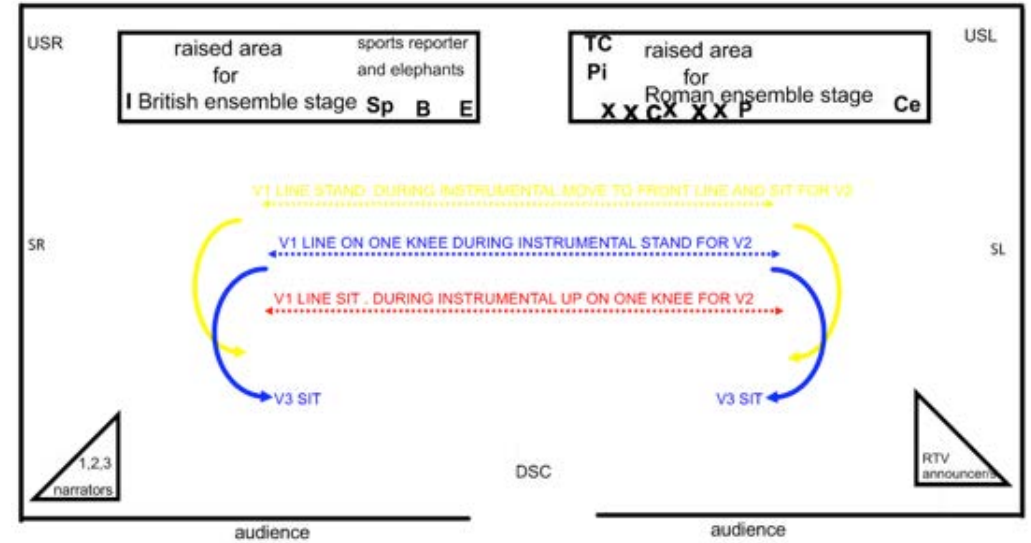 USR
raised area
for
I British ensemble stage
sports reporter
and elephants
Sp B E
TC
Pi
raised area
for
Roman ensemble stage
X X C X X X P
Ce
USL
V1 LINE STAND. DURING INSTRUMENTAL MOVE TO FRONT LINE AND SIT FOR V2
SR
V1 LINE ON ONE KNEE DURING INSTRUMENTAL STAND FOR V2
SL
V1 LINE SIT . DURING INSTRUMENTAL UP ON ONE KNEE FOR V2
V3 SIT
V3 SIT
1,2,3
narrators
DSC
RTV
announcers
audience
audience